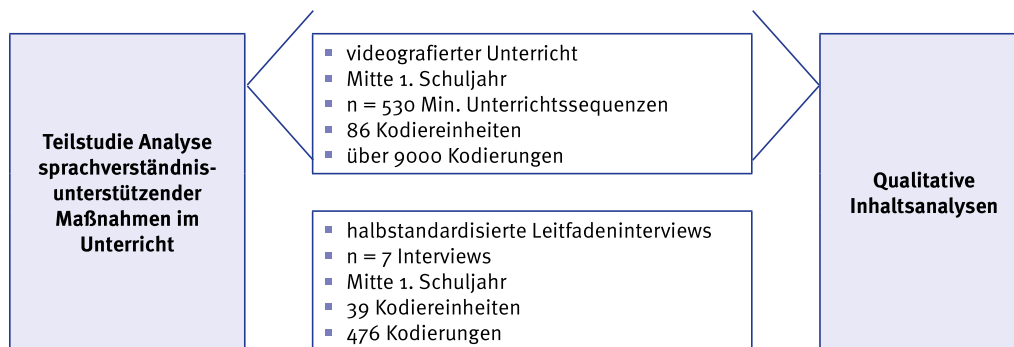 Teilstudie Analyse
sprachverständnis-
unterstützender
Maßnahmen im
Unterricht
▪ videografierter Unterricht
▪ Mitte 1. Schuljahr
▪ n = 530 Min. Unterrichtssequenzen
▪ 86 Kodiereinheiten
▪ über 9000 Kodierungen
▪ halbstandardisierte Leitfadeninterviews
▪ n = 7 Interviews
▪ Mitte 1. Schuljahr
▪ 39 Kodiereinheiten
▪ 476 Kodierungen
Qualitative
Inhaltsanalysen